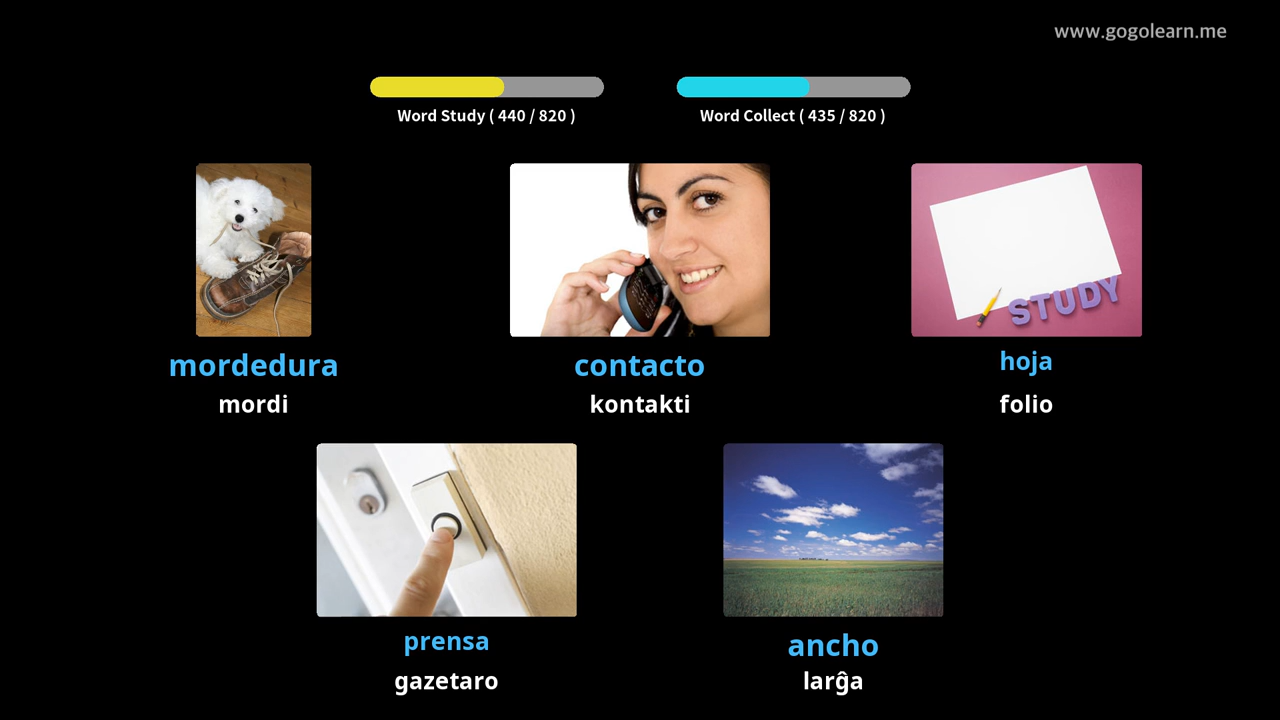 www.gogolearn.me
Word Study ( 440 / 820 )
Word Collect ( 435 / 820 )
STUDY
mordedura
contacto
hoja
mordi
kontakti
folio
prensa
ancho
gazetaro
larĝa